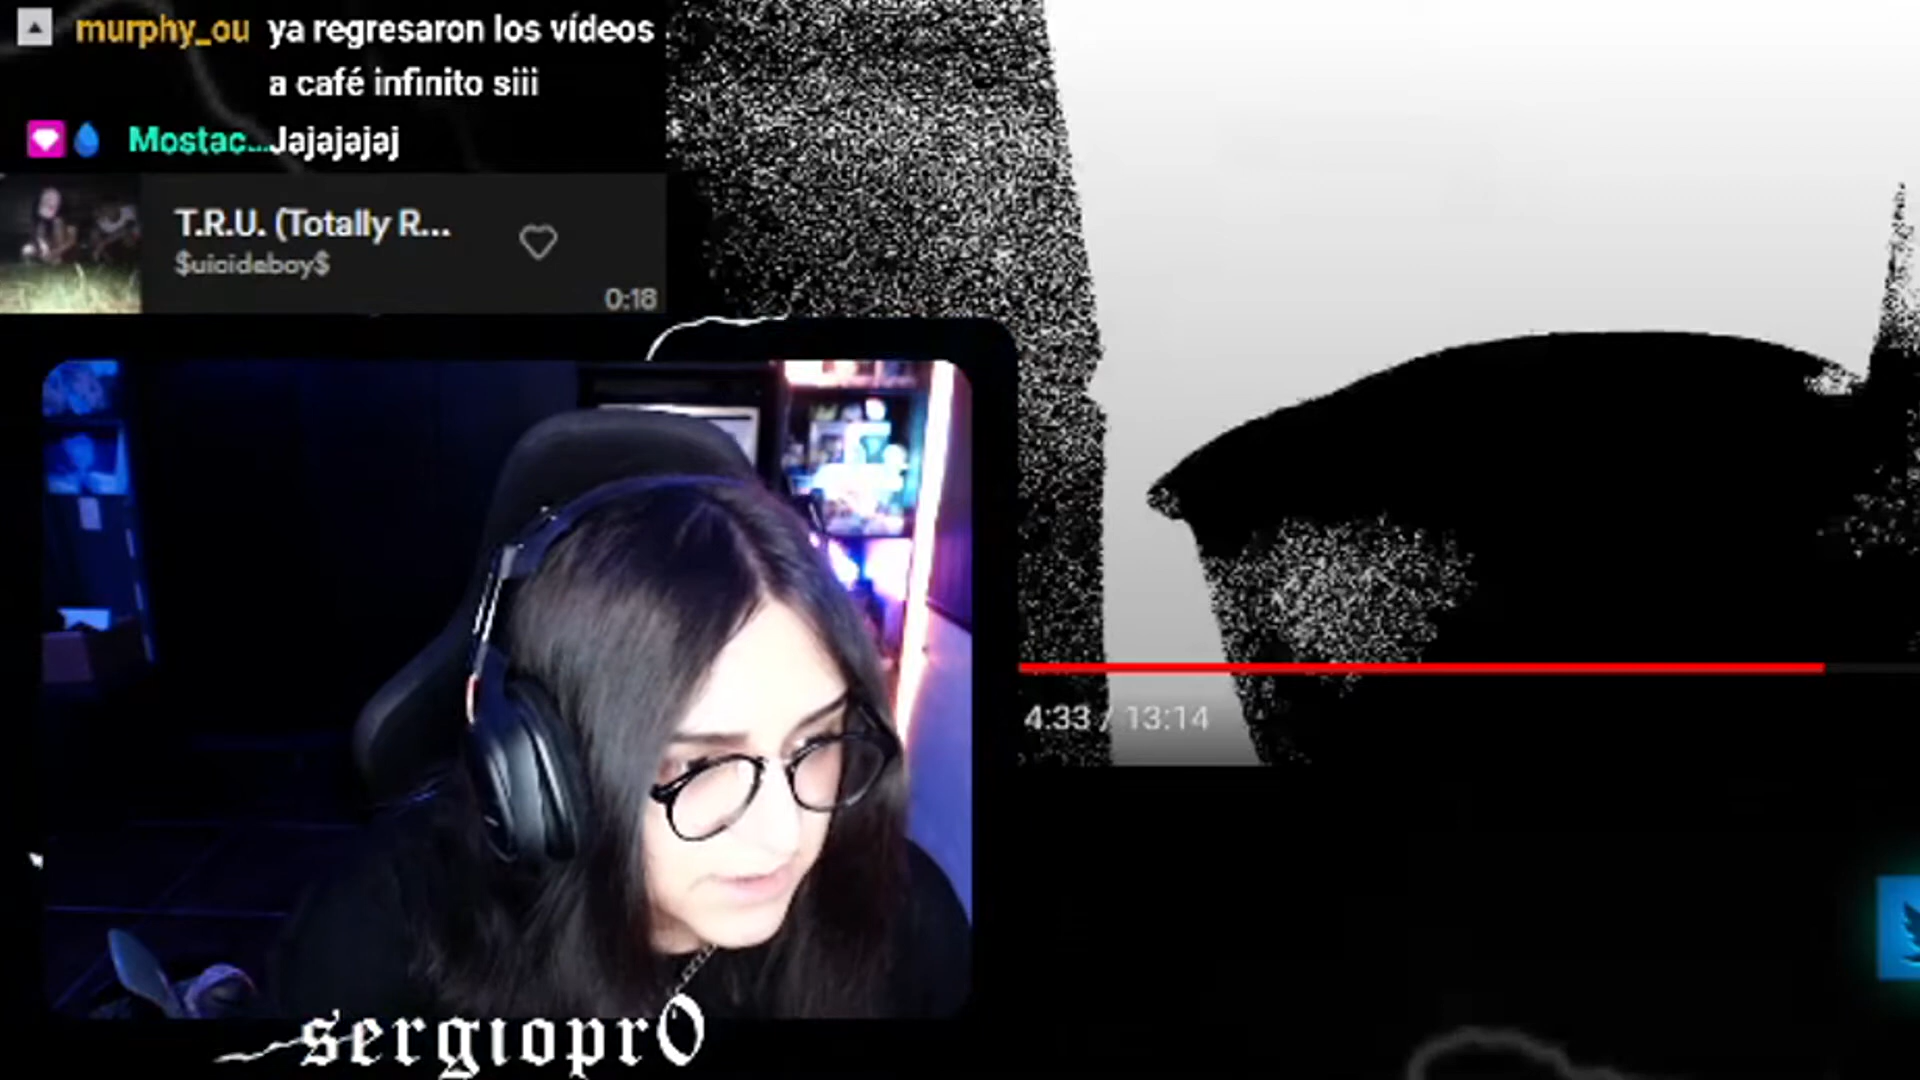 murphy_ou ya regresaron los vídeos
a café infinito siii
Mostac...Jajajajaj
T.R.U. (Totally R...
$uicideboy$
0:18
4:33 / 13:14
sergiopr0